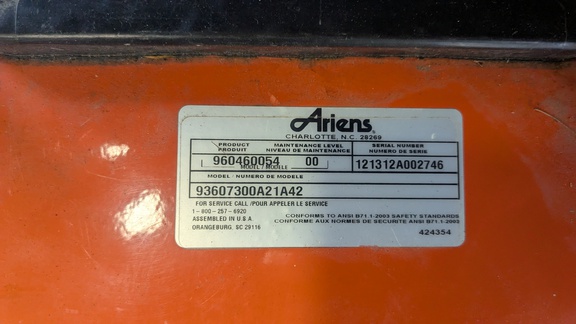 Ariens
CHARLOTTE, N.C. 28269
PRODUCT MAINTENANCE LEVEL SERIAL NUMBER
PRODUIT NIVEAU DE MAINTENANCE NUMERO DE SERIE
960460054 00 121312A002746
MODEL / MODELE
MODEL / NUMERO DE MODELE
93607300A21A42
FOR SERVICE CALL /POUR APPELER LE SERVICE
1-800-257-6920
ASSEMBLED IN U S A
ORANGEBURG, SC 29116
CONFORMS TO ANSI B71.1-2003 SAFETY STANDARDS
CONFORME AUX NORMES DE SECURITE ANSI B71.1-2003
424354